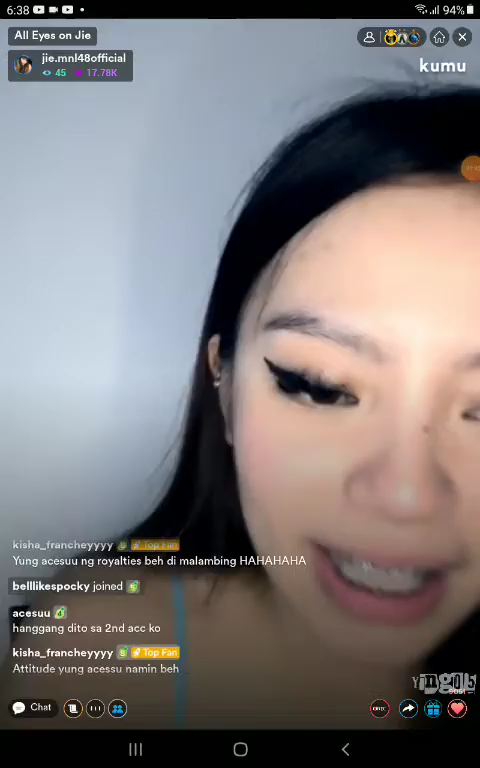 6:38
94%
All Eyes on Jie
jie.mnl48official
45 17.78K
kumu
kisha_francheyyyy Top Fan
Yung acesuu ng royalties beh di malambing HAHAHAHA
belllikespocky joined
acesuu
hanggang dito sa 2nd acc ko
kisha_francheyyyy Top Fan
Attitude yung acessu namin beh
Chat